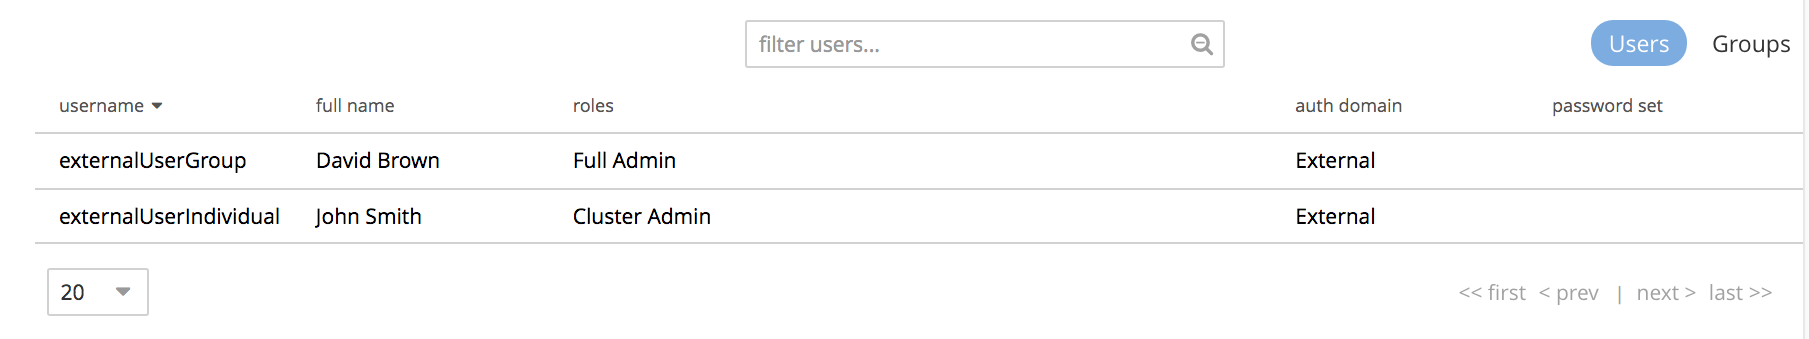 filter users... Users Groups
username full name roles auth domain password set
externalUserGroup David Brown Full Admin External
externalUserIndividual John Smith Cluster Admin External
20 << first < prev | next > last >>